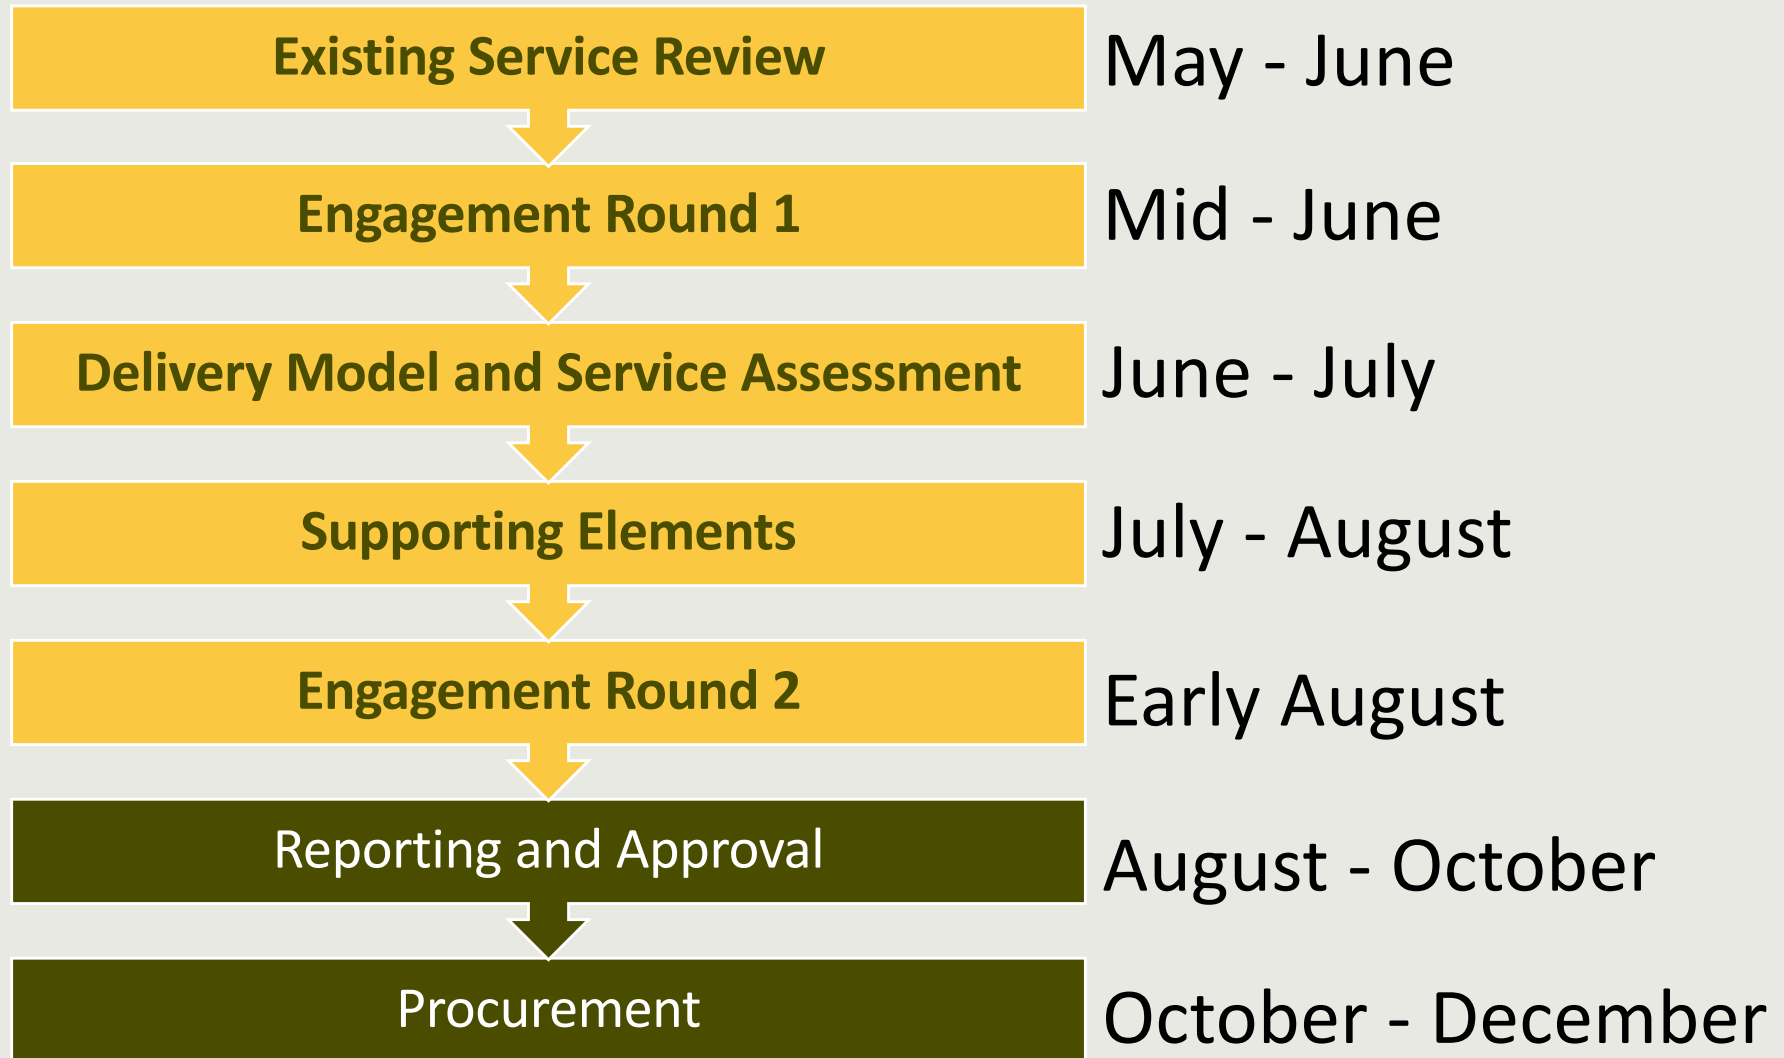 Existing Service Review May - June
Engagement Round 1 Mid - June
Delivery Model and Service Assessment June - July
Supporting Elements July - August
Engagement Round 2 Early August
Reporting and Approval August - October
Procurement October - December